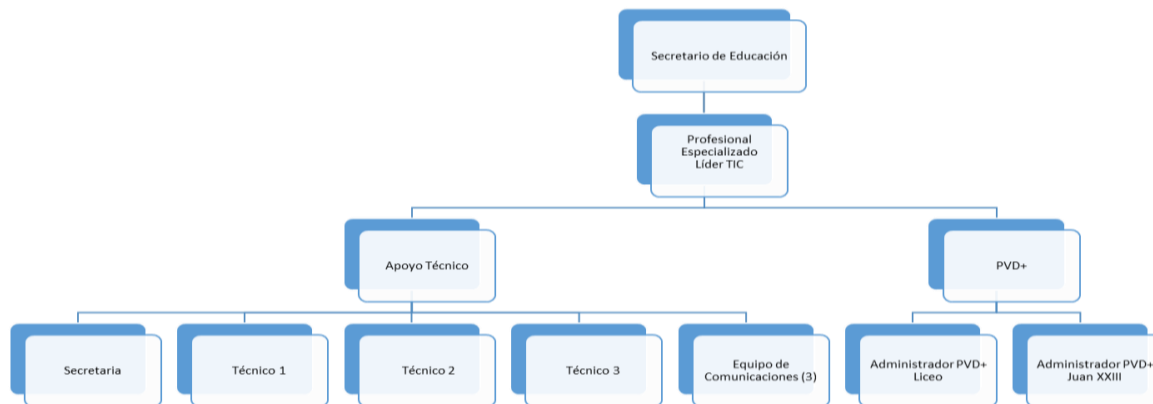 Secretario de Educación
Profesional
Especializado
Líder TIC
Apoyo Técnico
PVD+
Secretaria
Técnico 1
Técnico 2
Técnico 3
Equipo de
Comunicaciones (3)
Administrador PVD+
Liceo
Administrador PVD+
Juan XXIII